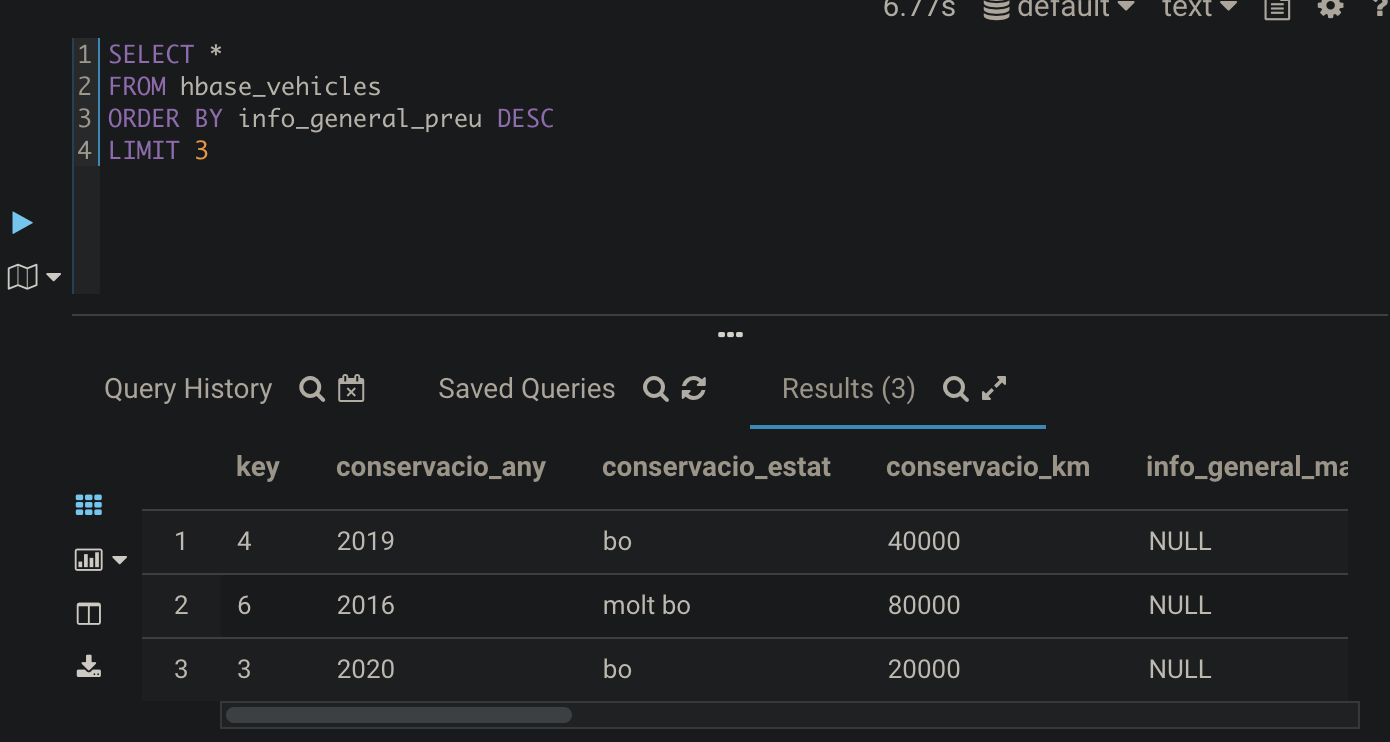 6.77s default text ?
1 SELECT *
2 FROM hbase_vehicles
3 ORDER BY info_general_preu DESC
4 LIMIT 3
Query History Saved Queries Results (3)
key conservacio_any conservacio_estat conservacio_km info_general_ma
1 4 2019 bo 40000 NULL
2 6 2016 molt bo 80000 NULL
3 3 2020 bo 20000 NULL